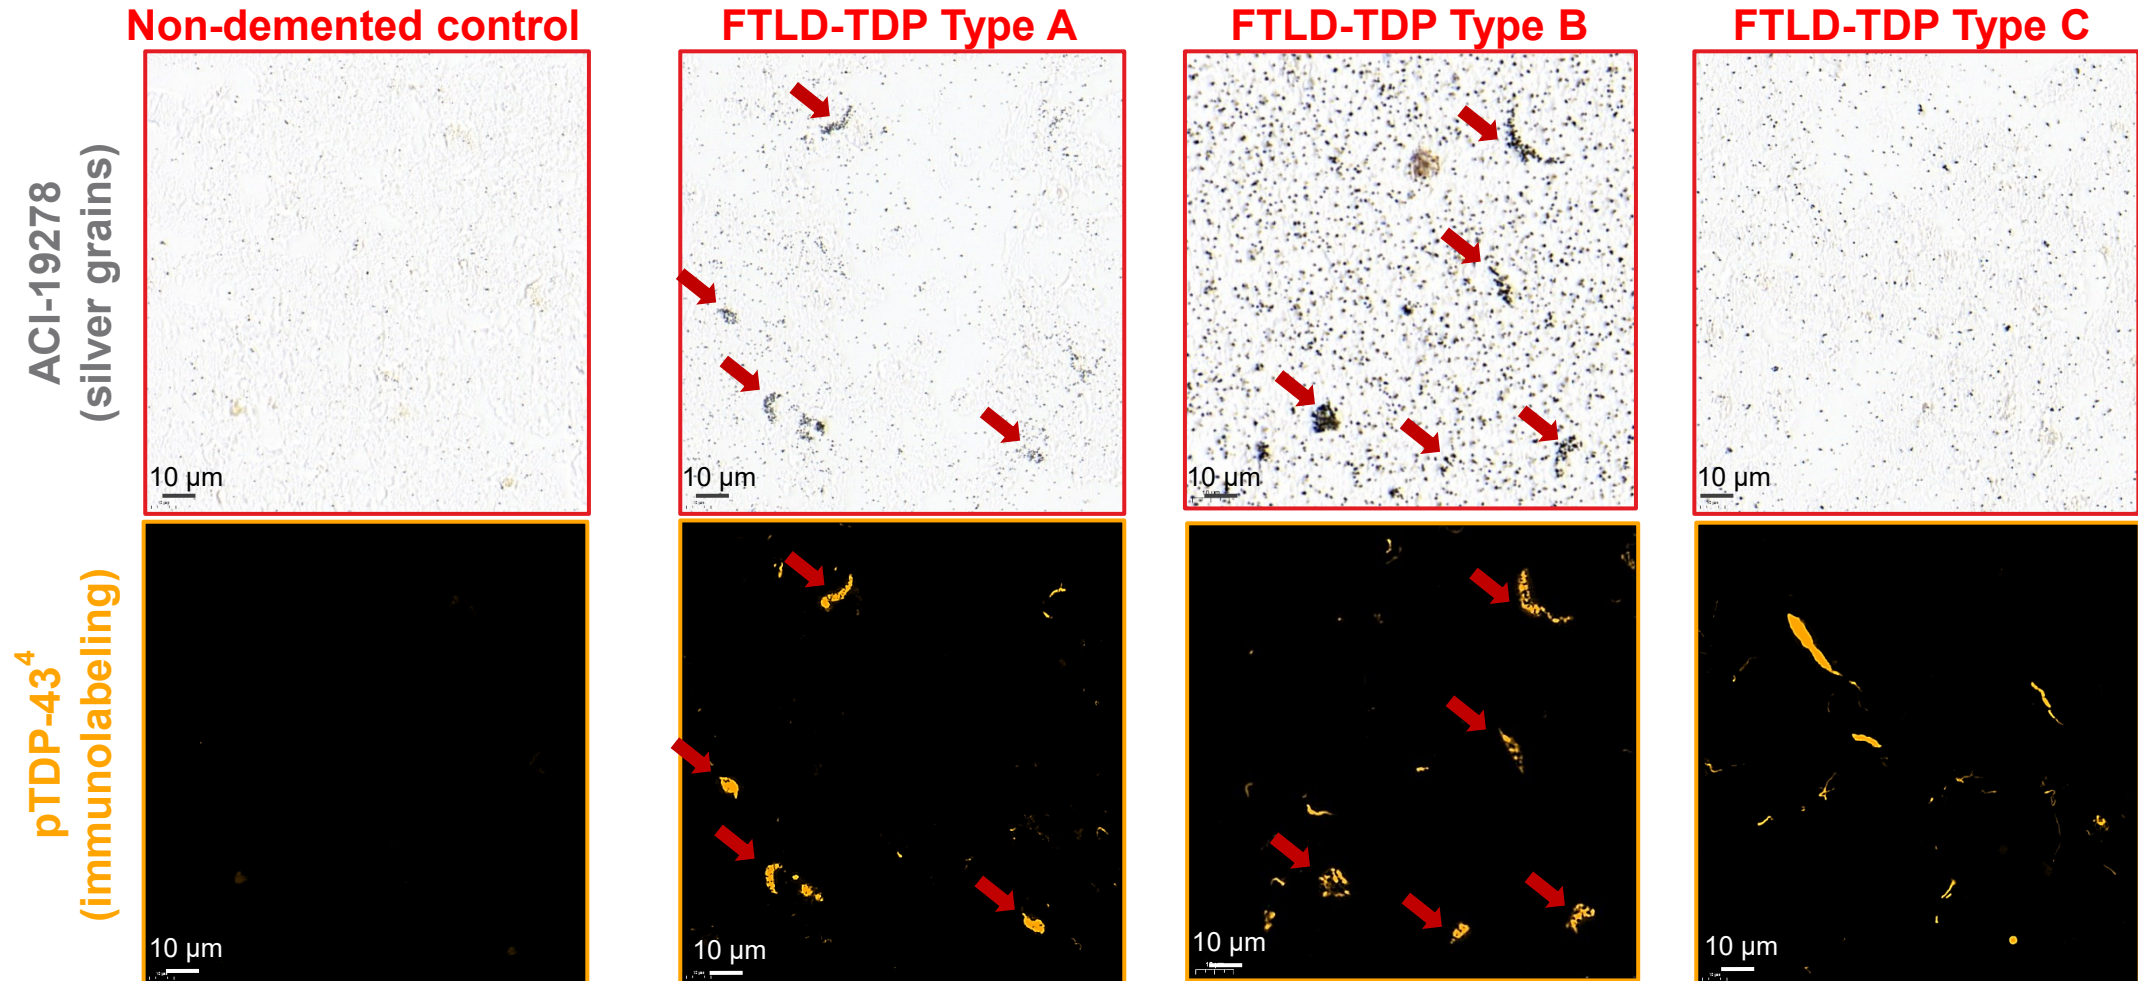 Non-demented control
FTLD-TDP Type A
FTLD-TDP Type B
FTLD-TDP Type C
ACI-19278
(silver grains)
10 µm
10 µm
10 µm
10 µm
pTDP-43⁴
(immunolabeling)
10 µm
10 µm
10 µm
10 µm